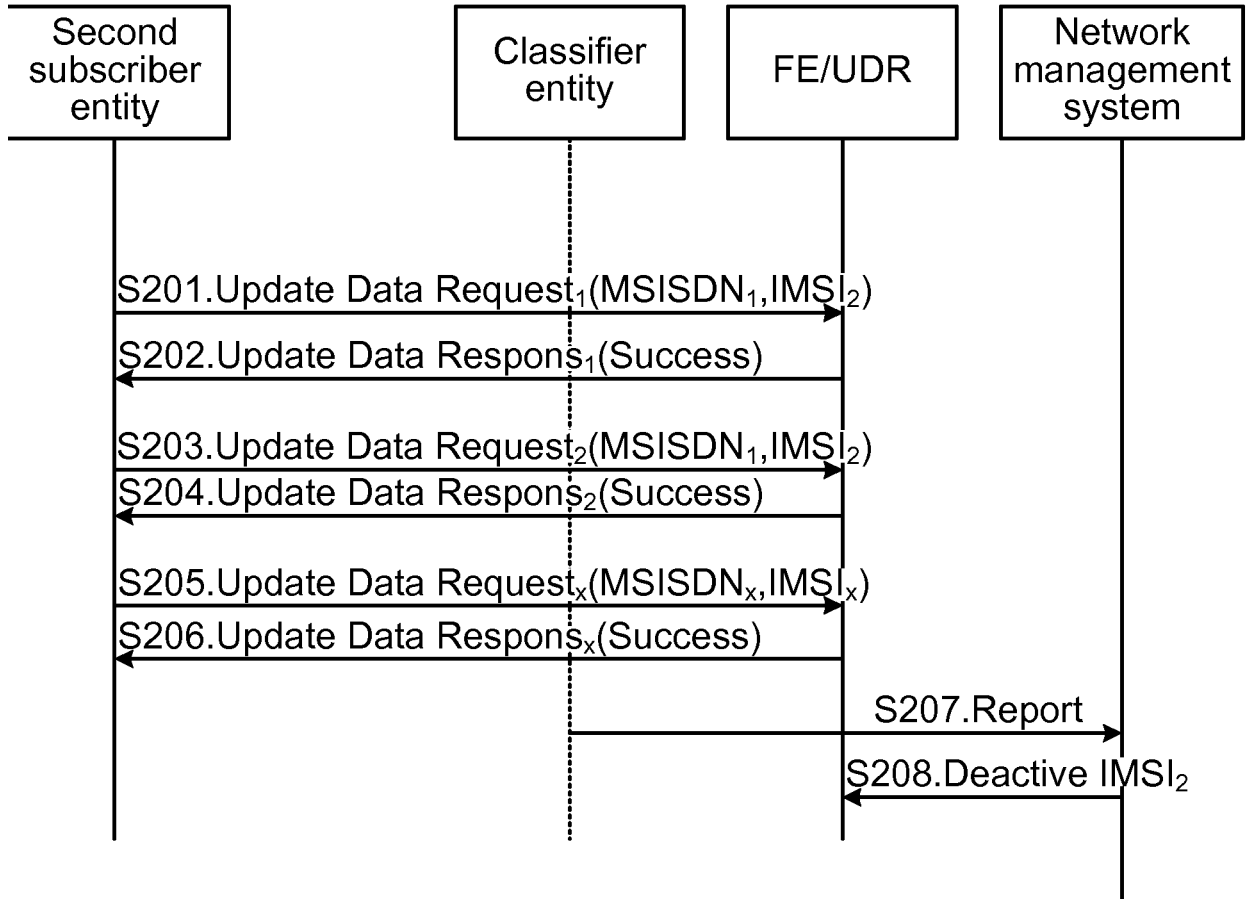 Second
subscriber
entity
Classifier
entity
FE/UDR
Network
management
system
S201.Update Data Request₁(MSISDN₁,IMSI₂)
S202.Update Data Respons₁(Success)
S203.Update Data Request₂(MSISDN₁,IMSI₂)
S204.Update Data Respons₂(Success)
S205.Update Data Requestₓ(MSISDNₓ,IMSIₓ)
S206.Update Data Responsₓ(Success)
S207.Report
S208.Deactive IMSI₂